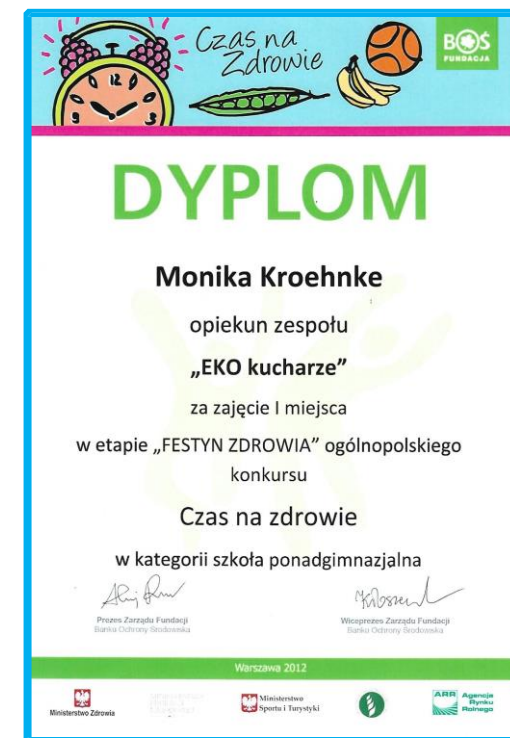 Czas na
Zdrowie
BOŚ
FUNDACJA
DYPLOM
Monika Kroehnke
opiekun zespołu
„EKO kucharze”
za zajęcie I miejsca
w etapie „FESTYN ZDROWIA” ogólnopolskiego
konkursu
Czas na zdrowie
w kategorii szkoła ponadgimnazjalna
Prezes Zarządu Fundacji
Banku Ochrony Środowiska
Wiceprezes Zarządu Fundacji
Banku Ochrony Środowiska
Warszawa 2012
Ministerstwo Zdrowia
Ministerstwo
Sportu i Turystyki
ARR Agencja
Rynku
Rolnego